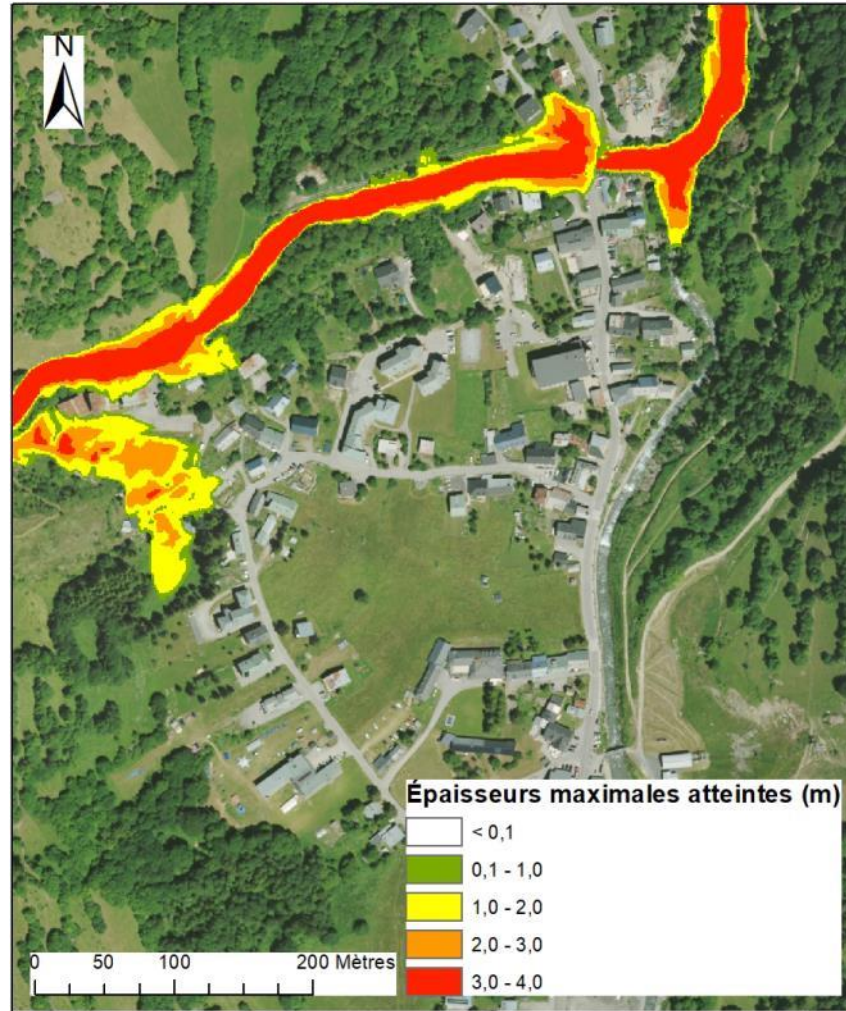 N
Épaisseurs maximales atteintes (m)
< 0,1
0,1 - 1,0
1,0 - 2,0
2,0 - 3,0
3,0 - 4,0
0 50 100 200 Mètres